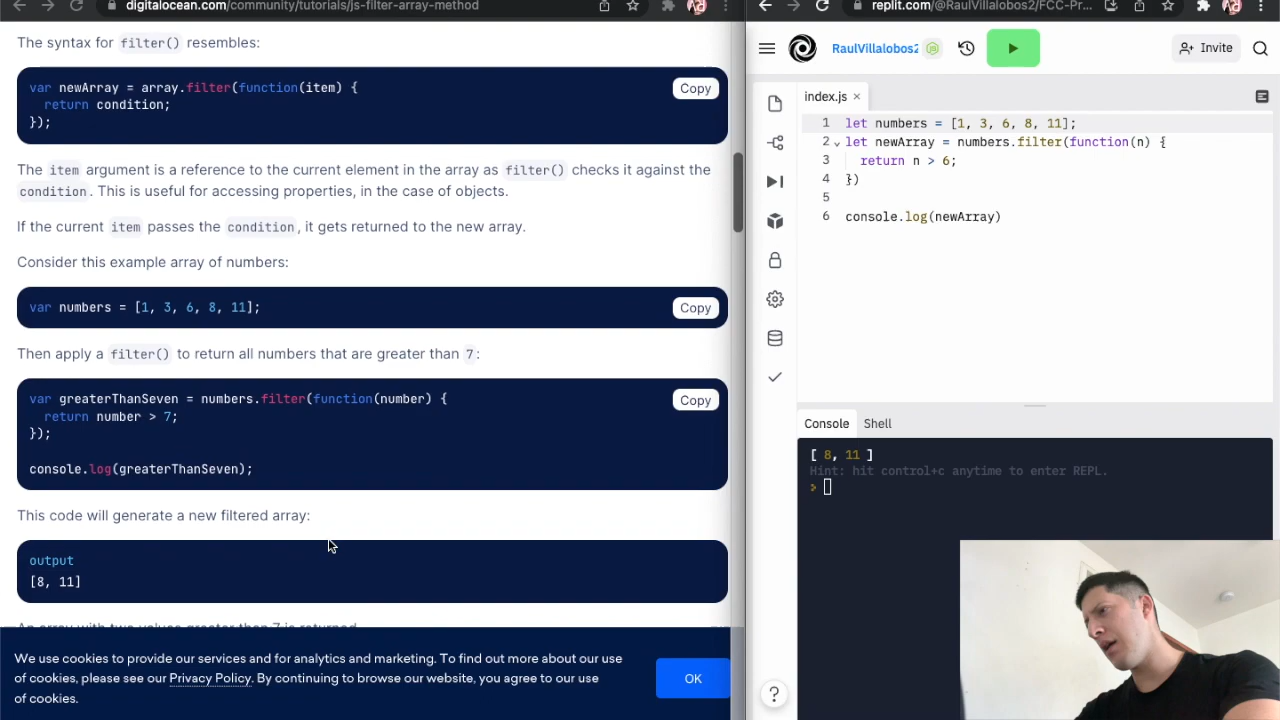 digitalocean.com/community/tutorials/js-filter-array-method
The syntax for filter() resembles:
var newArray = array.filter(function(item) {
  return condition;
});
Copy
The item argument is a reference to the current element in the array as filter() checks it against the
condition. This is useful for accessing properties, in the case of objects.
If the current item passes the condition, it gets returned to the new array.
Consider this example array of numbers:
var numbers = [1, 3, 6, 8, 11];
Copy
Then apply a filter() to return all numbers that are greater than 7:
var greaterThanSeven = numbers.filter(function(number) {
  return number > 7;
});
console.log(greaterThanSeven);
Copy
This code will generate a new filtered array:
output
[8, 11]
An array with two values greater than 7 is returned.
We use cookies to provide our services and for analytics and marketing. To find out more about our use
of cookies, please see our Privacy Policy. By continuing to browse our website, you agree to our use
of cookies.
OK
replit.com/@RaulVillalobos2/FCC-Pr...
RaulVillalobos2
Invite
index.js
1 let numbers = [1, 3, 6, 8, 11];
2 let newArray = numbers.filter(function(n) {
3   return n > 6;
4 })
5
6 console.log(newArray)
Console Shell
[ 8, 11 ]
Hint: hit control+c anytime to enter REPL.
>
?